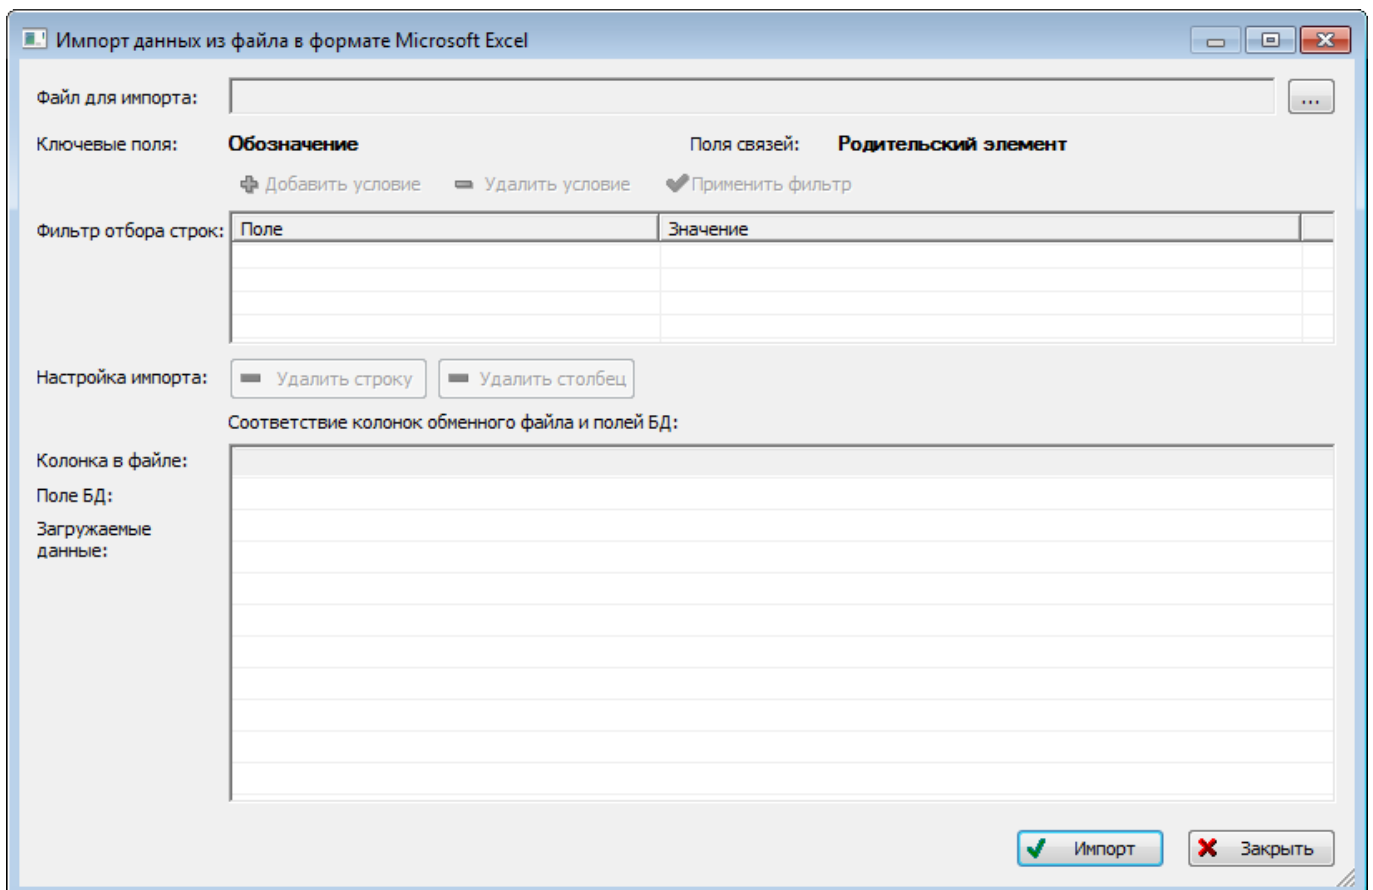 Импорт данных из файла в формате Microsoft Excel
Файл для импорта: ...
Ключевые поля: Обозначение Поля связей: Родительский элемент
Добавить условие Удалить условие Применить фильтр
Фильтр отбора строк: Поле Значение
Настройка импорта: Удалить строку Удалить столбец
Соответствие колонок обменного файла и полей БД:
Колонка в файле:
Поле БД:
Загружаемые
данные:
Импорт Закрыть